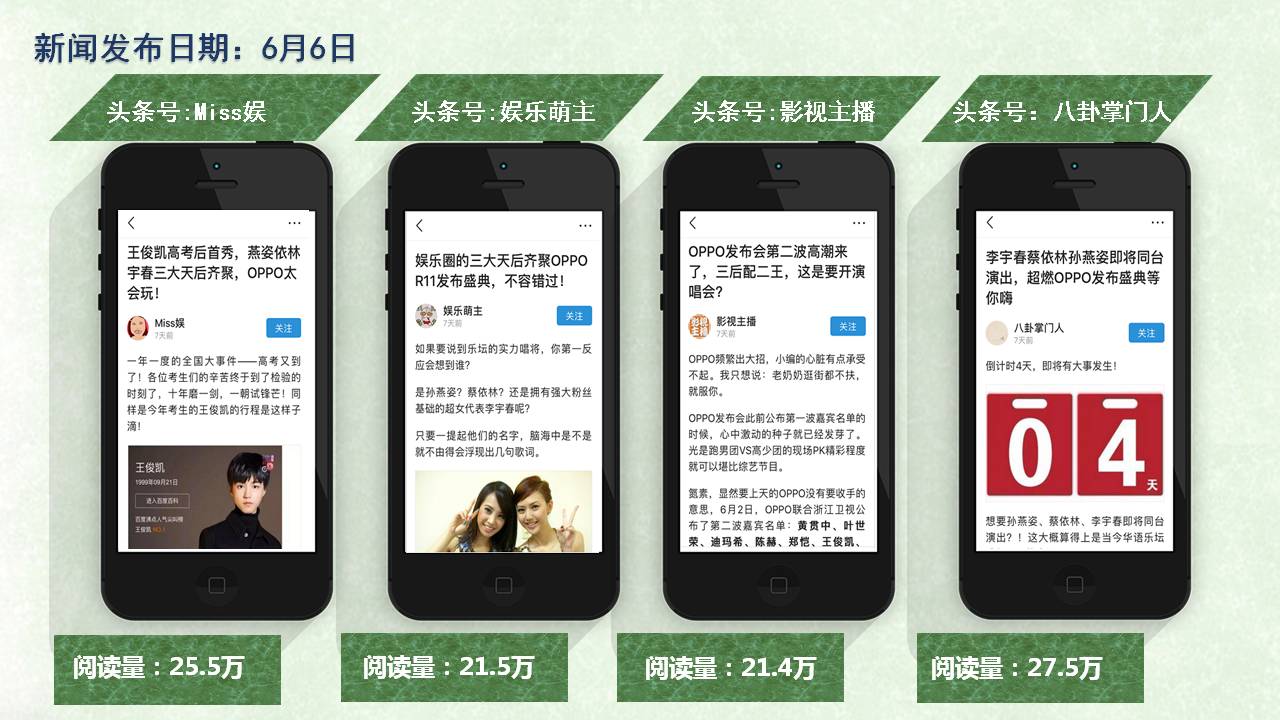 新闻发布日期：6月6日
头条号:Miss娱
头条号:娱乐萌主
头条号:影视主播
头条号：八卦掌门人
王俊凯高考后首秀，燕姿依林
宇春三大天后齐聚，OPPO太
会玩！
Miss娱
7天前
关注
一年一度的全国大事件——高考又到
了！各位考生们的辛苦终于到了检验的
时刻了，十年磨一剑，一朝试锋芒！同
样是今年考生的王俊凯的行程是这样子
滴！
王俊凯
1999年09月21日
进入百度百科
百度沸点人气尖叫榜
王俊凯 NO.1
娱乐圈的三大天后齐聚OPPO
R11发布盛典，不容错过！
娱乐萌主
7天前
关注
如果要说到乐坛的实力唱将，你第一反
应会想到谁？
是孙燕姿？蔡依林？还是拥有强大粉丝
基础的超女代表李宇春呢？
只要一提起他们的名字，脑海中是不是
就不由得会浮现出几句歌词。
OPPO发布会第二波高潮来
了，三后配二王，这是要开演
唱会？
影视主播
影视主播
7天前
关注
OPPO频繁出大招，小编的心脏有点承受
不起。我只想说：老奶奶逛街都不扶，
就服你。
OPPO发布会此前公布第一波嘉宾名单的
时候，心中激动的种子就已经发芽了。
光是跑男团VS高少团的现场PK精彩程度
就可以堪比综艺节目。
氮素，显然要上天的OPPO没有要收手的
意思，6月2日，OPPO联合浙江卫视公
布了第二波嘉宾名单：黄贯中、叶世
荣、迪玛希、陈赫、郑恺、王俊凯、
李宇春蔡依林孙燕姿即将同台
演出，超燃OPPO发布盛典等
你嗨
八卦掌门人
7天前
关注
倒计时4天，即将有大事发生！
04
天
想要孙燕姿、蔡依林、李宇春即将同台
演出？！这大概算得上是当今华语乐坛
阅读量：25.5万
阅读量：21.5万
阅读量：21.4万
阅读量：27.5万